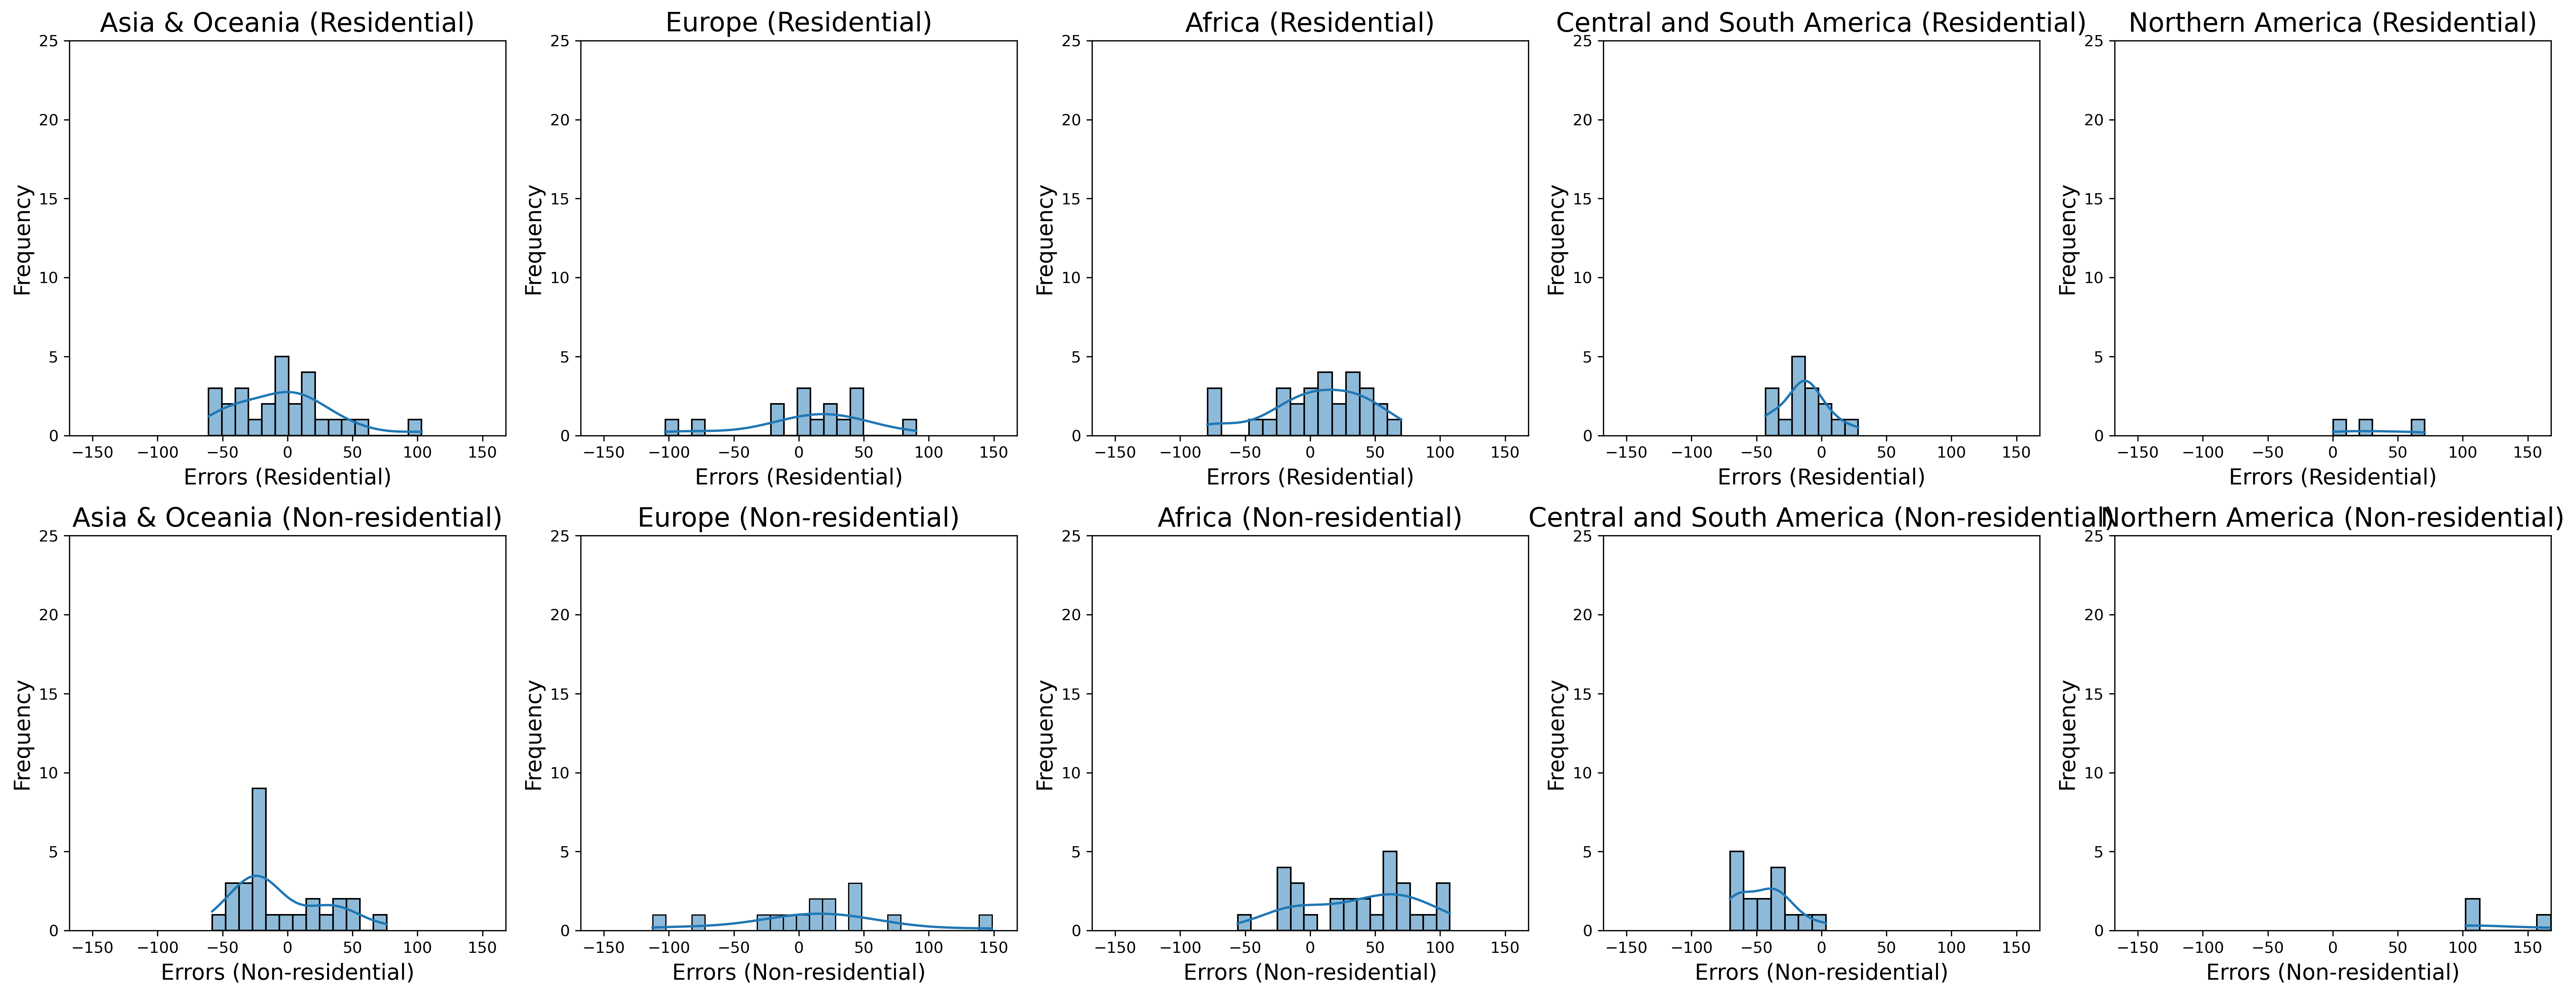 Asia & Oceania (Residential)
25
20
15
10
5
0
Frequency
−150 −100 −50 0 50 100 150
Errors (Residential)
Europe (Residential)
25
20
15
10
5
0
Frequency
−150 −100 −50 0 50 100 150
Errors (Residential)
Africa (Residential)
25
20
15
10
5
0
Frequency
−150 −100 −50 0 50 100 150
Errors (Residential)
Central and South America (Residential)
25
20
15
10
5
0
Frequency
−150 −100 −50 0 50 100 150
Errors (Residential)
Northern America (Residential)
25
20
15
10
5
0
Frequency
−150 −100 −50 0 50 100 150
Errors (Residential)
Asia & Oceania (Non-residential)
25
20
15
10
5
0
Frequency
−150 −100 −50 0 50 100 150
Errors (Non-residential)
Europe (Non-residential)
25
20
15
10
5
0
Frequency
−150 −100 −50 0 50 100 150
Errors (Non-residential)
Africa (Non-residential)
25
20
15
10
5
0
Frequency
−150 −100 −50 0 50 100 150
Errors (Non-residential)
Central and South America (Non-residential)
25
20
15
10
5
0
Frequency
−150 −100 −50 0 50 100 150
Errors (Non-residential)
Northern America (Non-residential)
25
20
15
10
5
0
Frequency
−150 −100 −50 0 50 100 150
Errors (Non-residential)